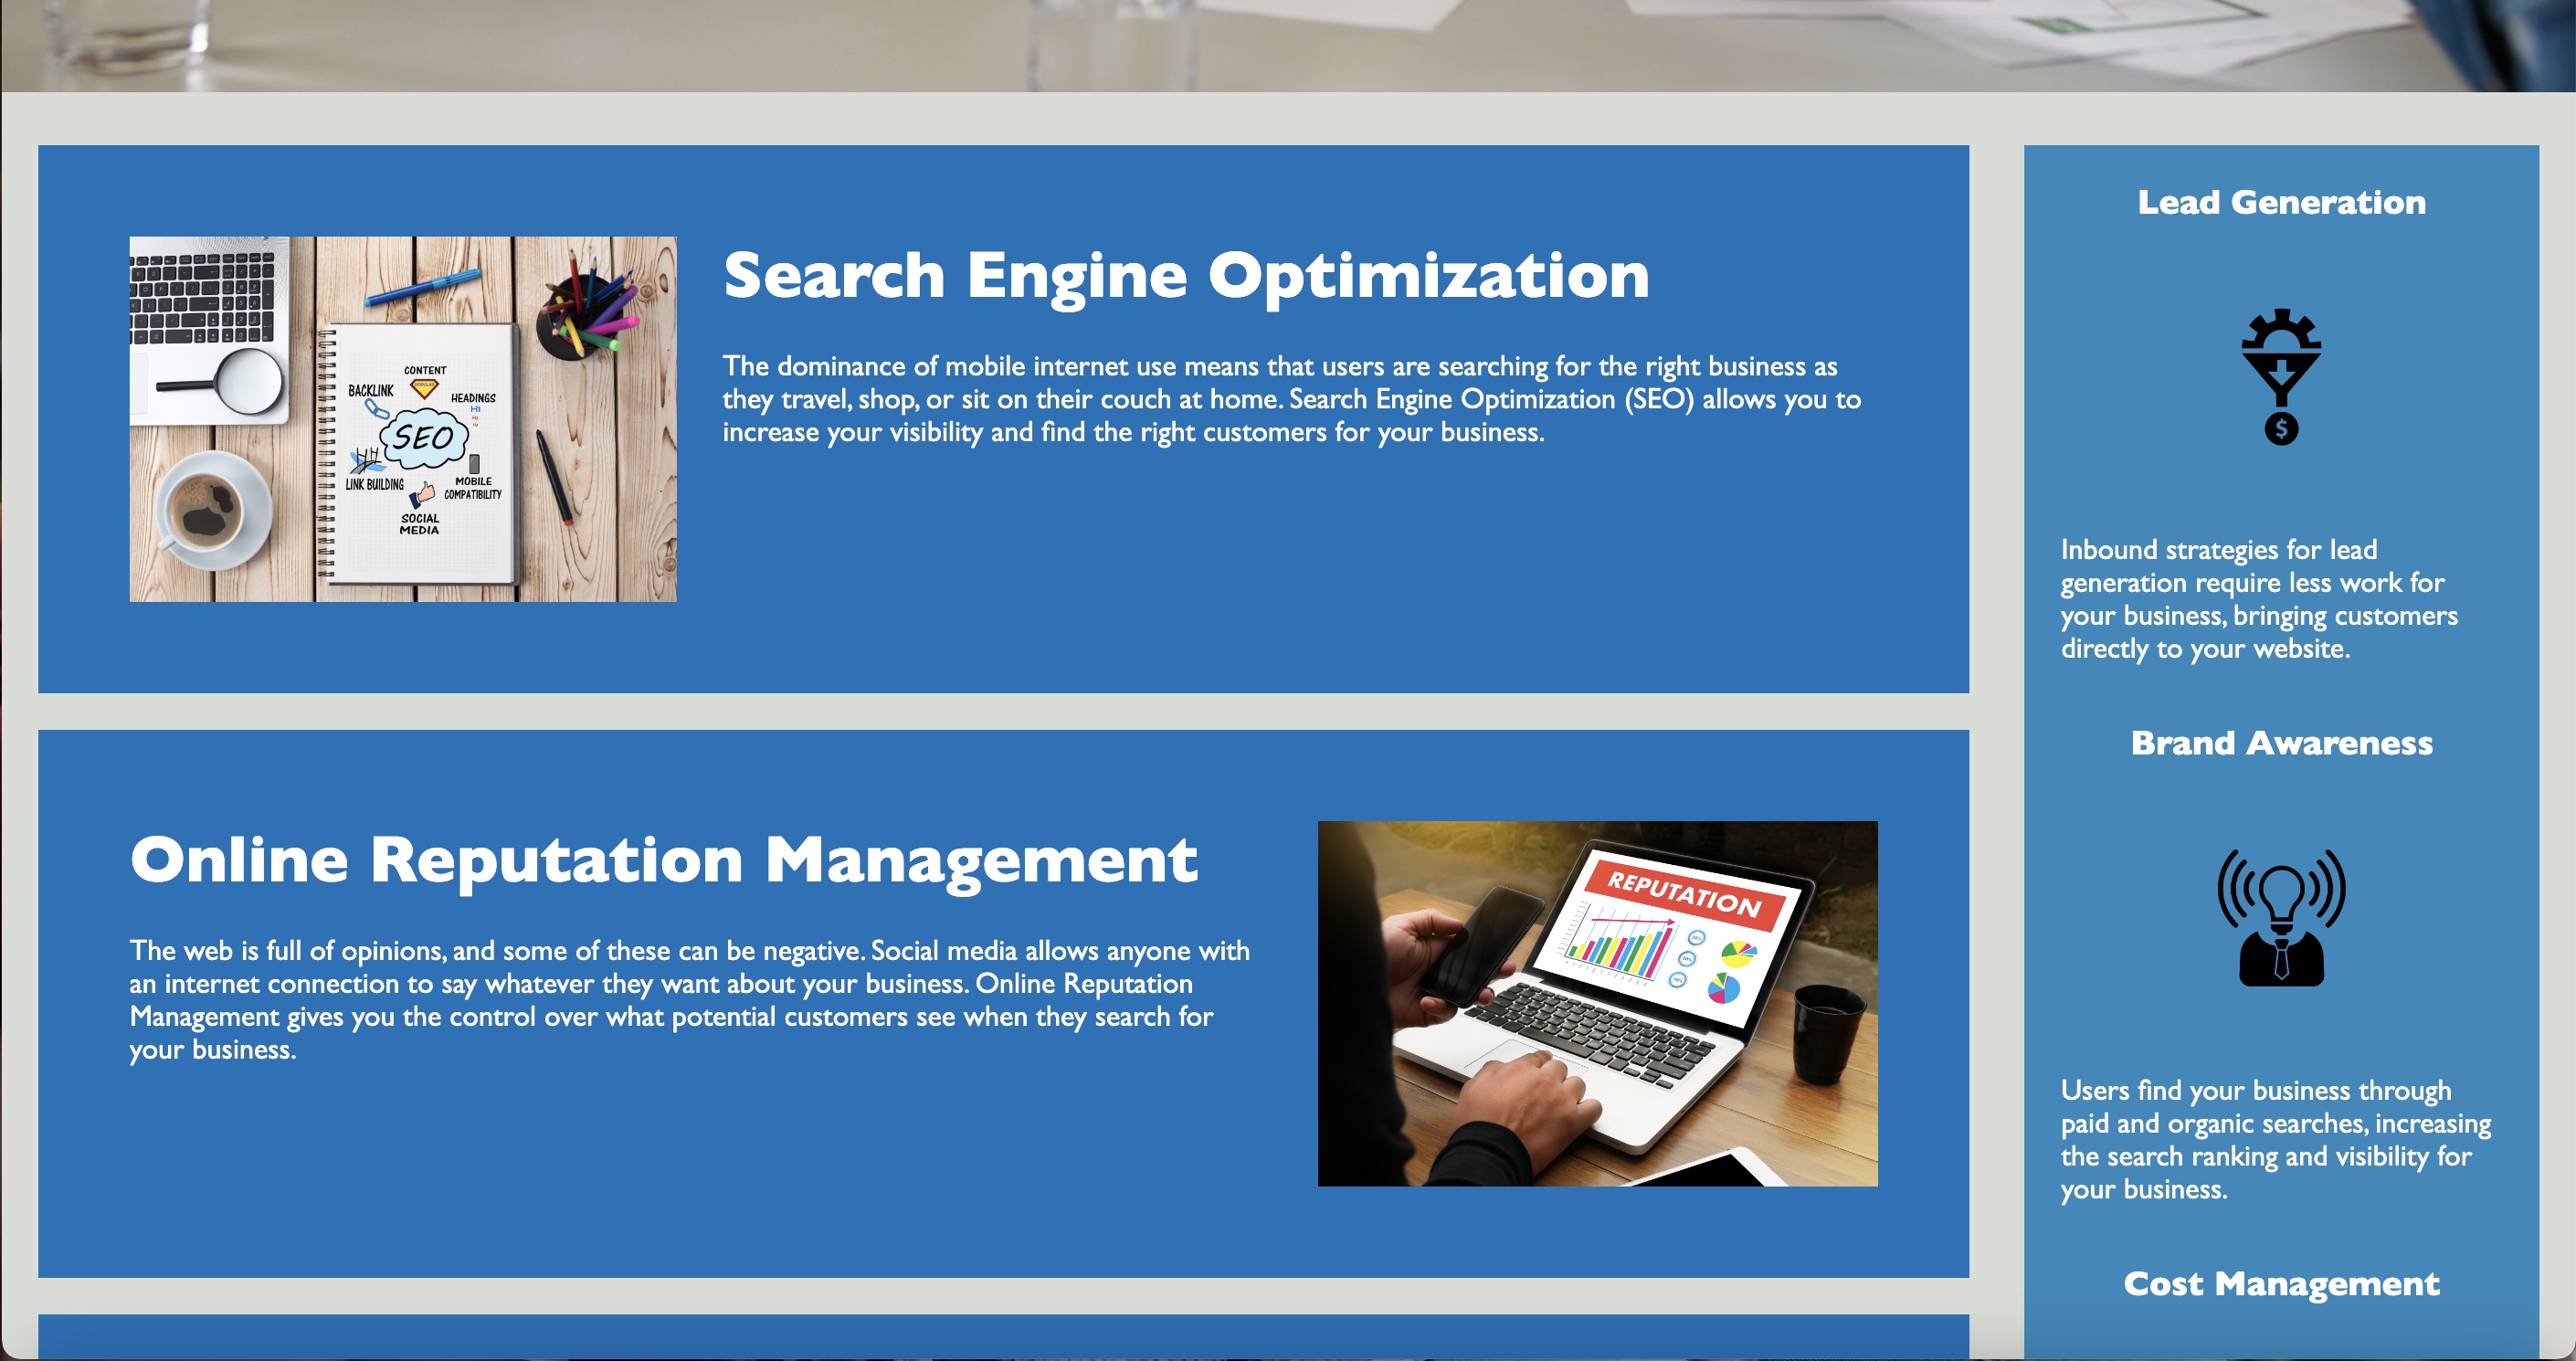 Search Engine Optimization
The dominance of mobile internet use means that users are searching for the right business as
they travel, shop, or sit on their couch at home. Search Engine Optimization (SEO) allows you to
increase your visibility and find the right customers for your business.
CONTENT
BACKLINK
HEADINGS
H1
SEO
LINK BUILDING
MOBILE
COMPATIBILITY
SOCIAL
MEDIA
Online Reputation Management
The web is full of opinions, and some of these can be negative. Social media allows anyone with
an internet connection to say whatever they want about your business. Online Reputation
Management gives you the control over what potential customers see when they search for
your business.
REPUTATION
Lead Generation
$
Inbound strategies for lead
generation require less work for
your business, bringing customers
directly to your website.
Brand Awareness
Users find your business through
paid and organic searches, increasing
the search ranking and visibility for
your business.
Cost Management